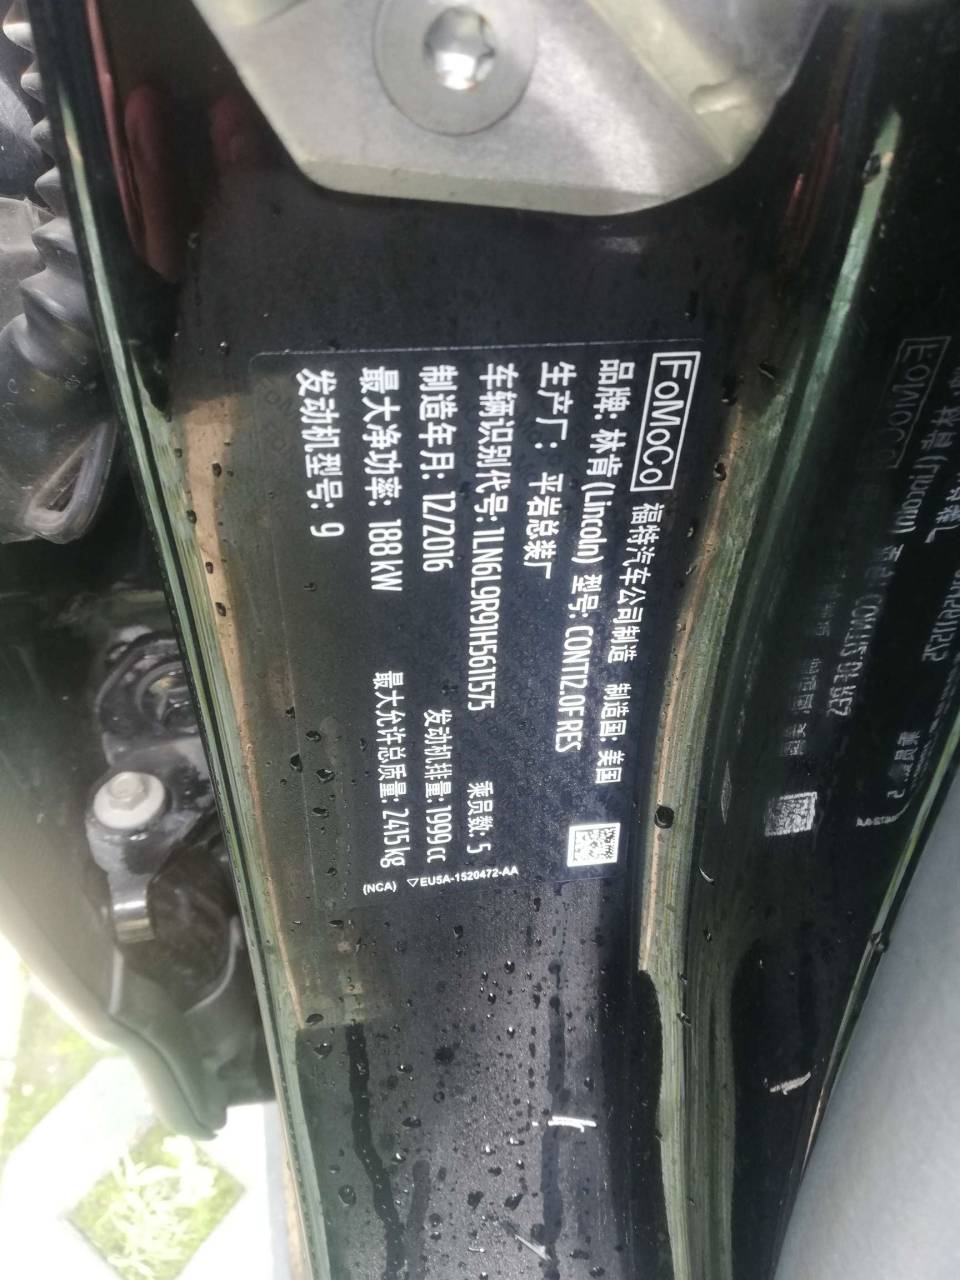 FoMoCo 福特汽车公司制造 制造国: 美国
品牌: 林肯(Lincoln) 型号: CONT12.0FRES
生产厂: 平岩总装厂
车辆识别代号: 1LN6L9R91H5611575 乘员数: 5
制造年月: 12/2016 发动机排量: 1999 cc
最大净功率: 188 kW 最大允许总质量: 2415 kg
发动机型号: 9
(NCA) ▽EU5A-1520472-AA